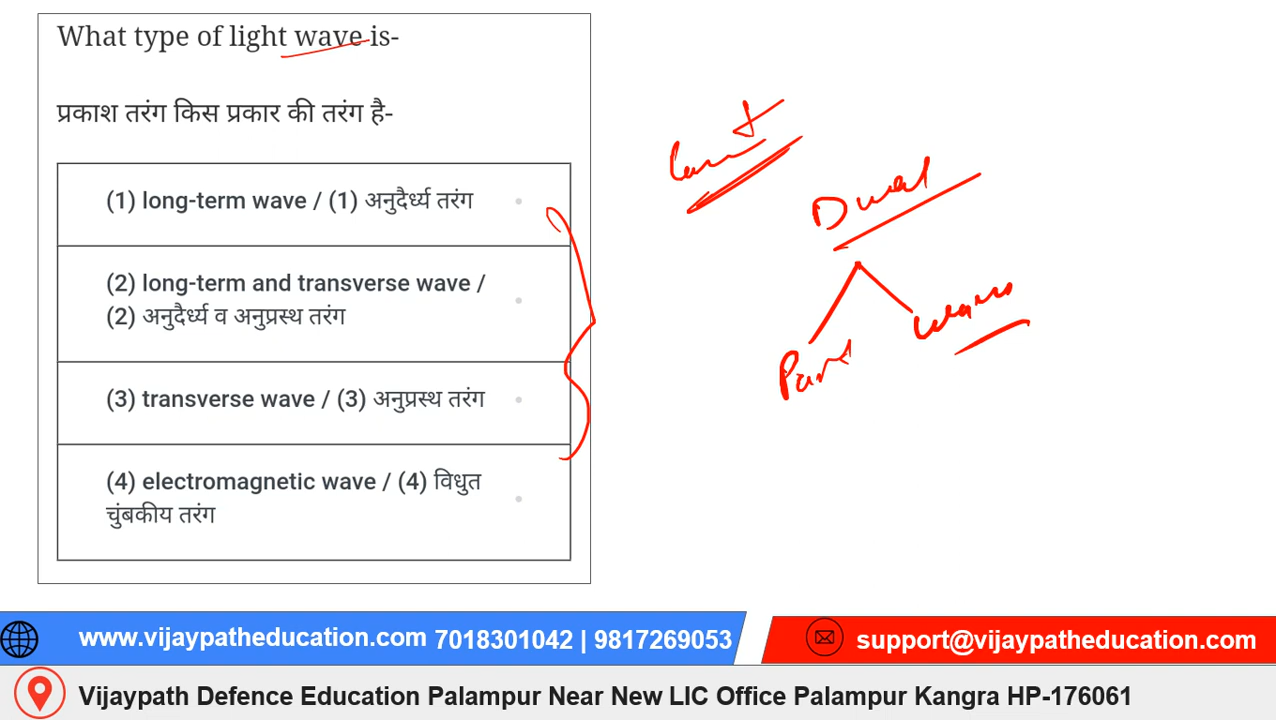 What type of light wave is-
प्रकाश तरंग किस प्रकार की तरंग है-
(1) long-term wave / (1) अनुदैर्ध्य तरंग
(2) long-term and transverse wave /
(2) अनुदैर्ध्य व अनुप्रस्थ तरंग
(3) transverse wave / (3) अनुप्रस्थ तरंग
(4) electromagnetic wave / (4) विधुत
चुंबकीय तरंग
Dual
Part
www.vijaypatheducation.com 7018301042 | 9817269053
support@vijaypatheducation.com
Vijaypath Defence Education Palampur Near New LIC Office Palampur Kangra HP-176061